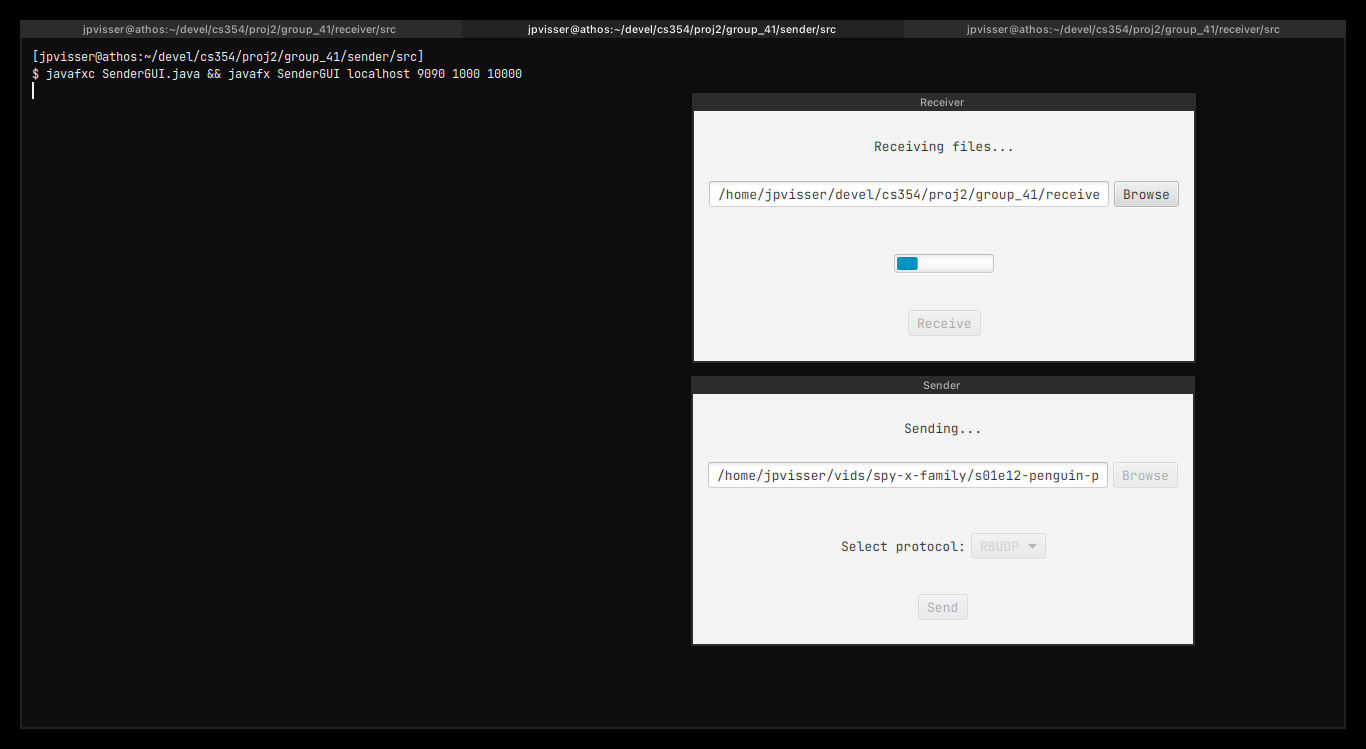 jpvisser@athos:~/devel/cs354/proj2/group_41/receiver/src
jpvisser@athos:~/devel/cs354/proj2/group_41/sender/src
jpvisser@athos:~/devel/cs354/proj2/group_41/receiver/src
[jpvisser@athos:~/devel/cs354/proj2/group_41/sender/src]
$ javafxc SenderGUI.java && javafx SenderGUI localhost 9090 1000 10000
Receiver
Receiving files...
/home/jpvisser/devel/cs354/proj2/group_41/receive
Browse
Receive
Sender
Sending...
/home/jpvisser/vids/spy-x-family/s01e12-penguin-p
Browse
Select protocol: RBUDP
Send